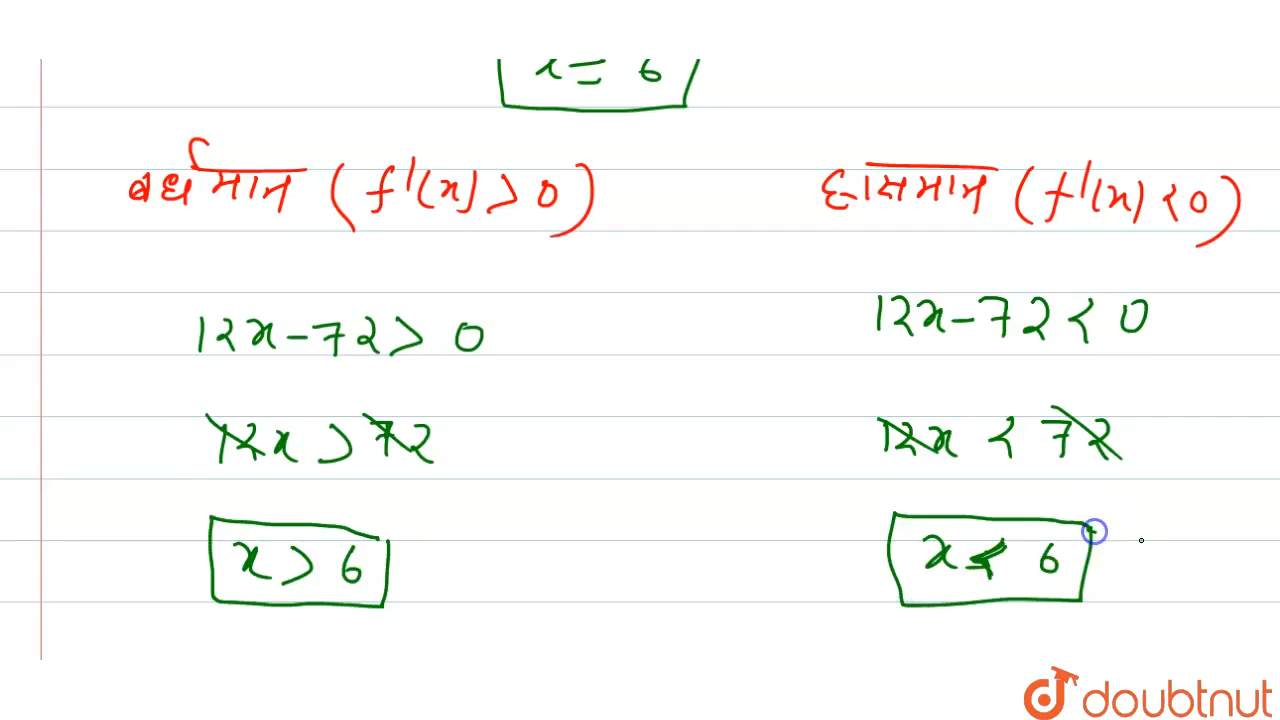 x = 6
वर्धमान (f'(x) > 0)
ह्रासमान (f'(x) < 0)
12x - 72 > 0
12x - 72 < 0
12x > 72
12x < 72
x > 6
x < 6
doubtnut